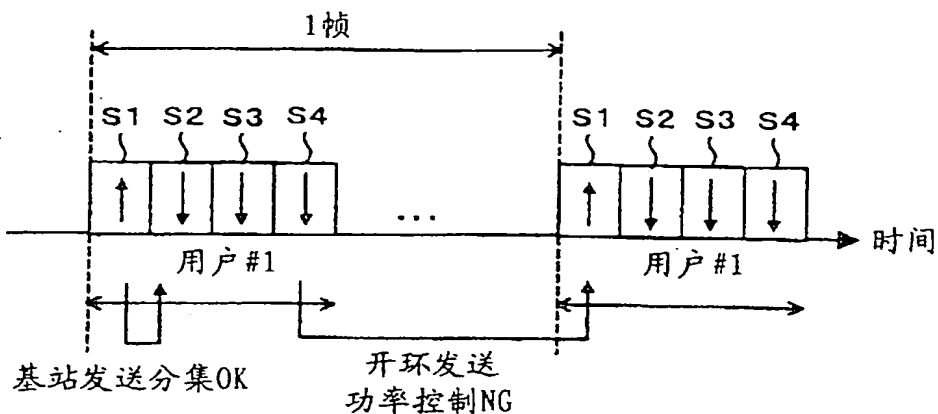 1帧
S1 S2 S3 S4
S1 S2 S3 S4
...
时间
用户#1
用户#1
基站发送分集OK
开环发送
功率控制NG